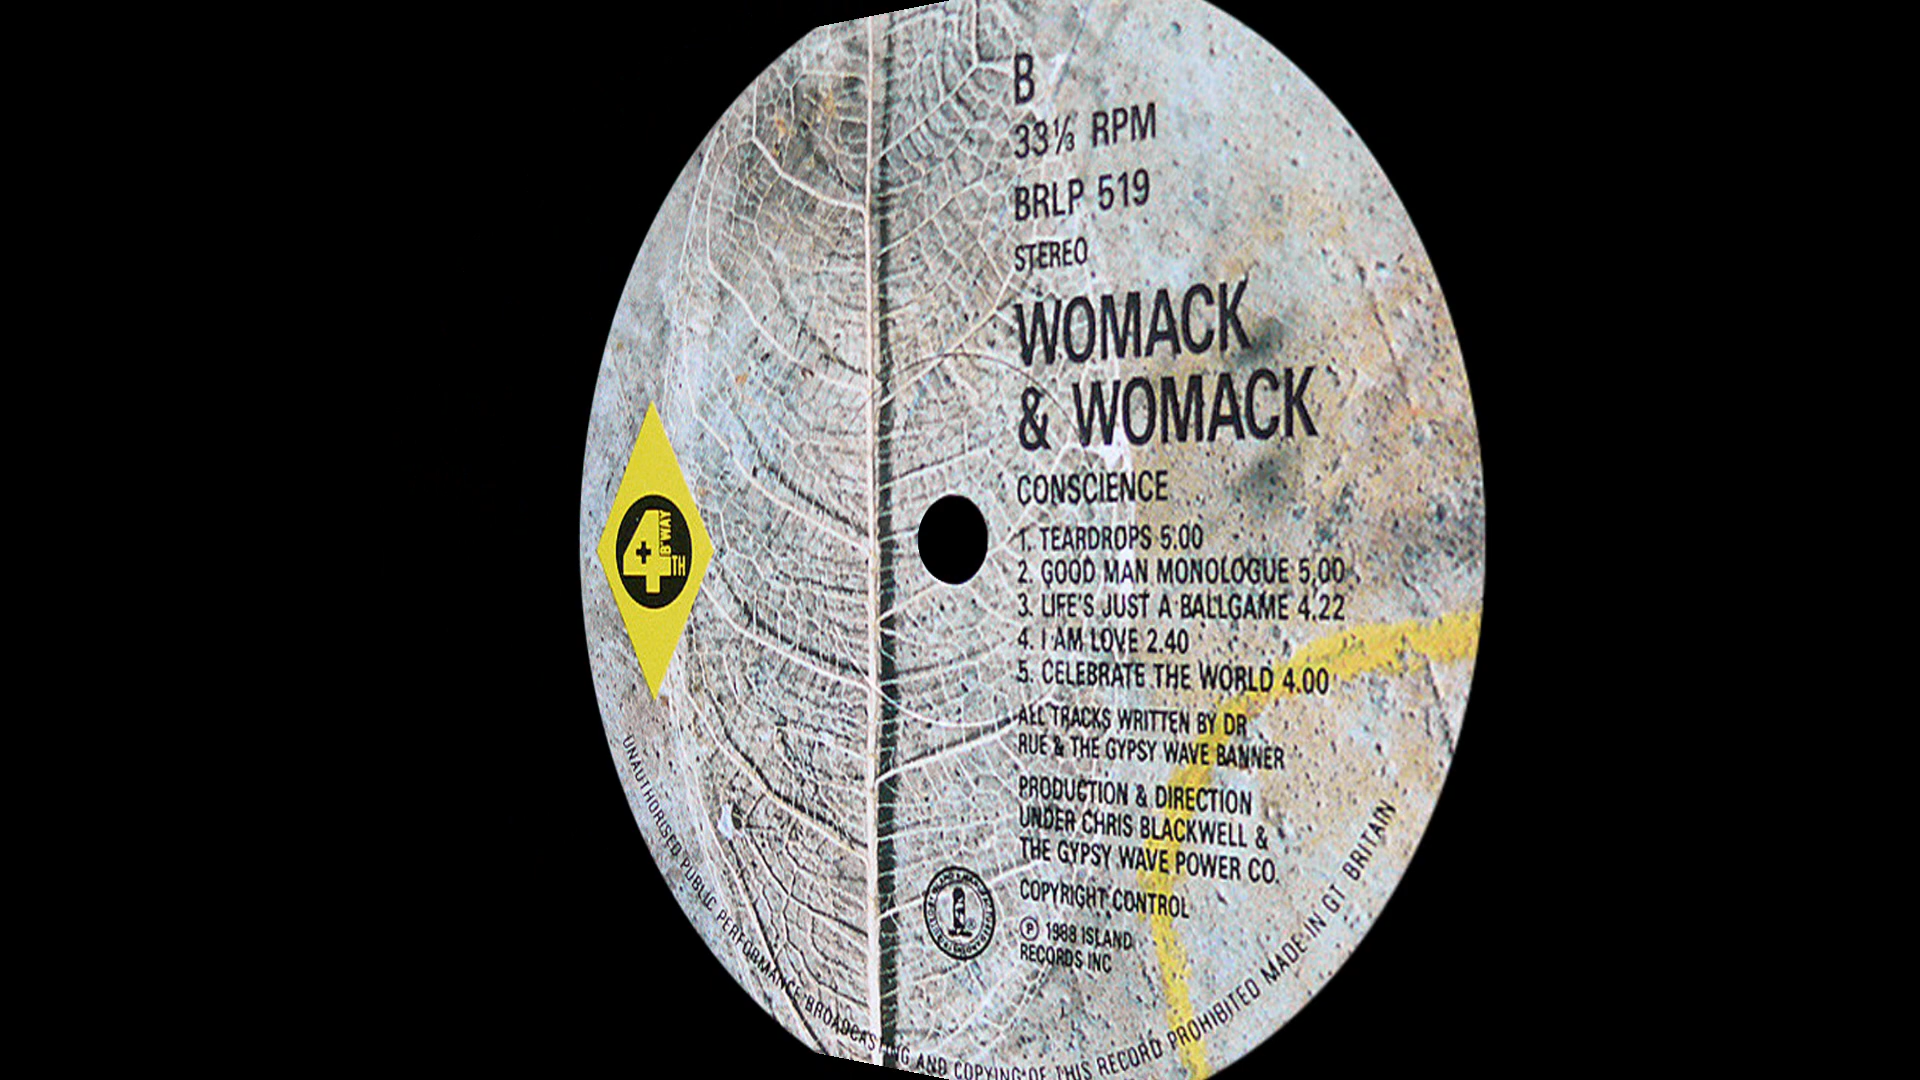 B
33⅓ RPM
BRLP 519
STEREO
WOMACK
& WOMACK
CONSCIENCE
1. TEARDROPS 5.00
2. GOOD MAN MONOLOGUE 5,00
3. LIFE'S JUST A BALLGAME 4.22
4. I AM LOVE 2.40
5. CELEBRATE THE WORLD 4.00
ALL TRACKS WRITTEN BY DR
RUE & THE GYPSY WAVE BANNER
PRODUCTION & DIRECTION
UNDER CHRIS BLACKWELL &
THE GYPSY WAVE POWER CO.
COPYRIGHT CONTROL
Ⓟ 1988 ISLAND
RECORDS INC
4TH
B'WAY
UNAUTHORISED PUBLIC PERFORMANCE BROADCASTING AND COPYING OF THIS RECORD PROHIBITED MADE IN GT BRITAIN